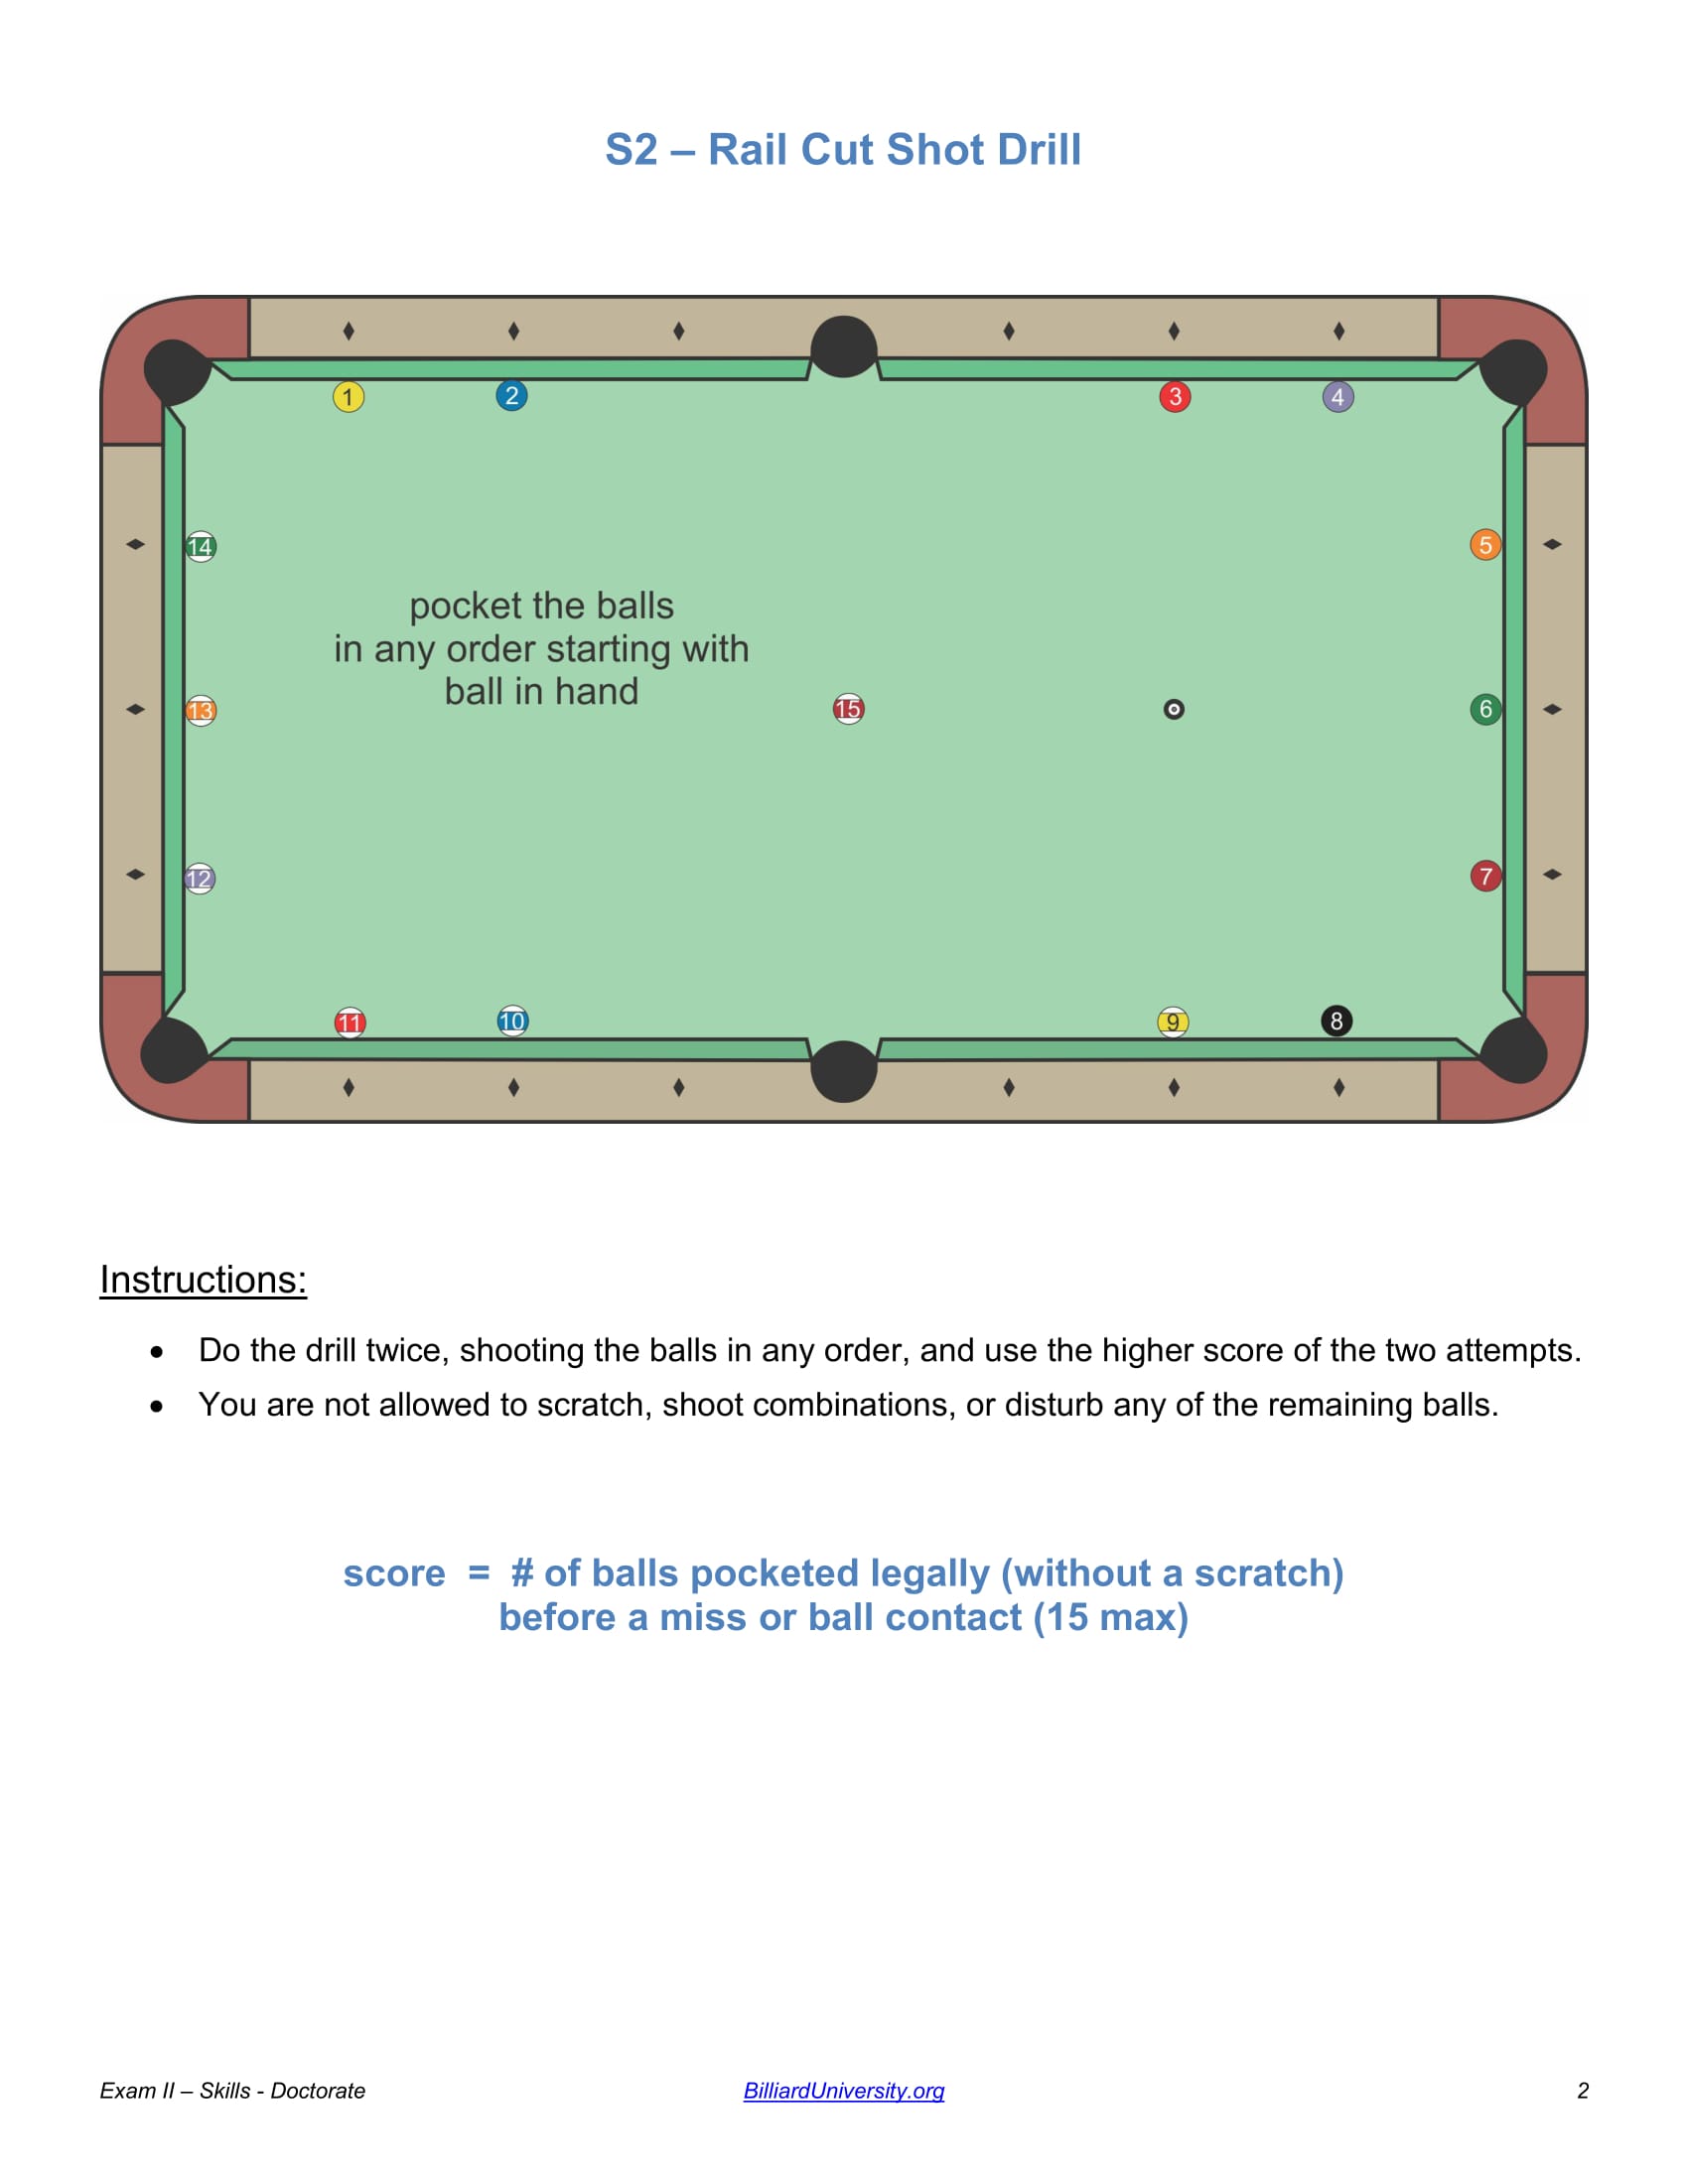 S2 – Rail Cut Shot Drill
1
2
3
4
14
5
pocket the balls
in any order starting with
ball in hand
13
15
6
12
7
11
10
9
8
Instructions:
• Do the drill twice, shooting the balls in any order, and use the higher score of the two attempts.
• You are not allowed to scratch, shoot combinations, or disturb any of the remaining balls.
score = # of balls pocketed legally (without a scratch)
before a miss or ball contact (15 max)
Exam II – Skills - Doctorate BilliardUniversity.org 2